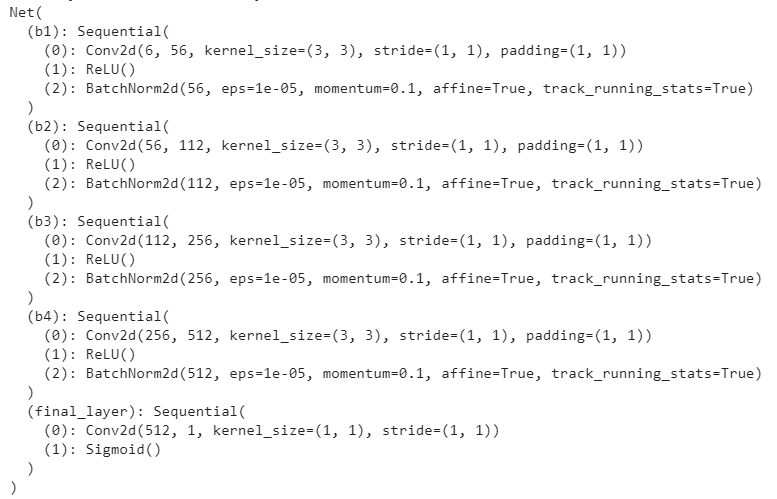 Net(
  (b1): Sequential(
    (0): Conv2d(6, 56, kernel_size=(3, 3), stride=(1, 1), padding=(1, 1))
    (1): ReLU()
    (2): BatchNorm2d(56, eps=1e-05, momentum=0.1, affine=True, track_running_stats=True)
  )
  (b2): Sequential(
    (0): Conv2d(56, 112, kernel_size=(3, 3), stride=(1, 1), padding=(1, 1))
    (1): ReLU()
    (2): BatchNorm2d(112, eps=1e-05, momentum=0.1, affine=True, track_running_stats=True)
  )
  (b3): Sequential(
    (0): Conv2d(112, 256, kernel_size=(3, 3), stride=(1, 1), padding=(1, 1))
    (1): ReLU()
    (2): BatchNorm2d(256, eps=1e-05, momentum=0.1, affine=True, track_running_stats=True)
  )
  (b4): Sequential(
    (0): Conv2d(256, 512, kernel_size=(3, 3), stride=(1, 1), padding=(1, 1))
    (1): ReLU()
    (2): BatchNorm2d(512, eps=1e-05, momentum=0.1, affine=True, track_running_stats=True)
  )
  (final_layer): Sequential(
    (0): Conv2d(512, 1, kernel_size=(1, 1), stride=(1, 1))
    (1): Sigmoid()
  )
)